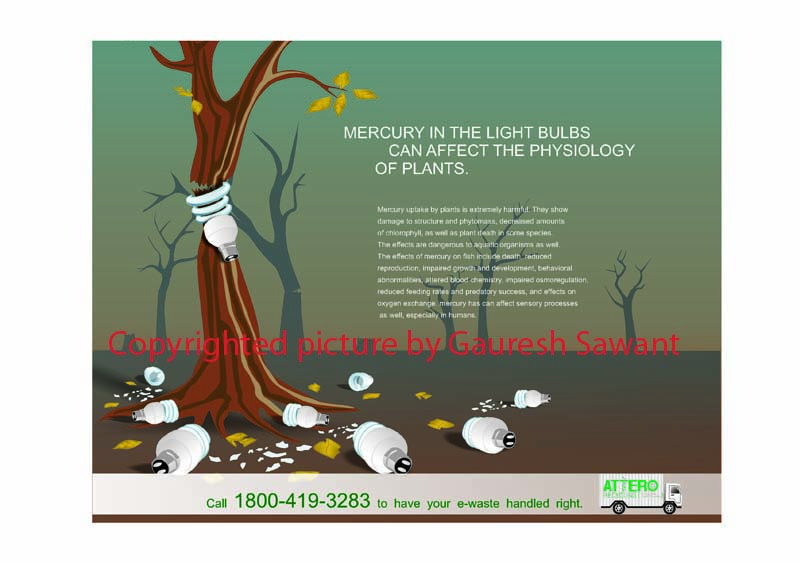 MERCURY IN THE LIGHT BULBS
CAN AFFECT THE PHYSIOLOGY
OF PLANTS.
Mercury uptake by plants is extremely harmful. They show
damage to structure and phytomass, decreased amounts
of chlorophyll, as well as plant death in some species.
The effects are dangerous to aquatic organisms as well.
The effects of mercury on fish include death, reduced
reproduction, impaired growth and development, behavioral
abnormalities, altered blood chemistry, impaired osmoregulation,
reduced feeding rates and predatory success, and effects on
oxygen exchange. mercury has can affect sensory processes
as well, especially in humans.
Copyrighted picture by Gauresh Sawant
Call 1800-419-3283 to have your e-waste handled right.
ATTERO
RECYCLING